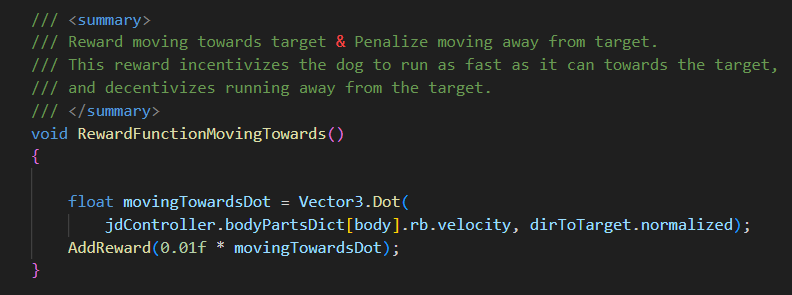 /// <summary>
/// Reward moving towards target & Penalize moving away from target.
/// This reward incentivizes the dog to run as fast as it can towards the target,
/// and decentivizes running away from the target.
/// </summary>
void RewardFunctionMovingTowards()
{
float movingTowardsDot = Vector3.Dot(
jdController.bodyPartsDict[body].rb.velocity, dirToTarget.normalized);
AddReward(0.01f * movingTowardsDot);
}